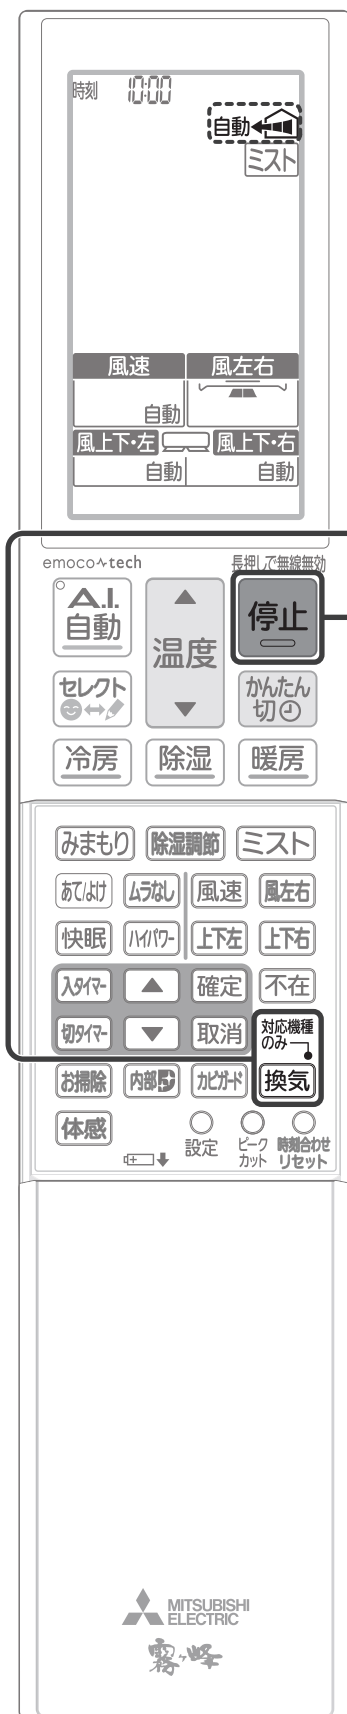 時刻 10:00
自動
ミスト
風速 風左右
自動
風上下・左 風上下・右
自動 自動
emoco tech 長押しで無線無効
A.I.自動
温度
停止
セレクト
かんたん
切
冷房 除湿 暖房
みまもり 除湿調節 ミスト
あて/よけ ムラなし 風速 風左右
快眠 ハイパワー 上下左 上下右
入タイマー ▲ 確定 不在
切タイマー ▼ 取消
対応機種
のみ
お掃除 内部 カビガード 換気
体感
設定
ピーク
カット
時刻合わせ
リセット
MITSUBISHI
ELECTRIC
霧ヶ峰